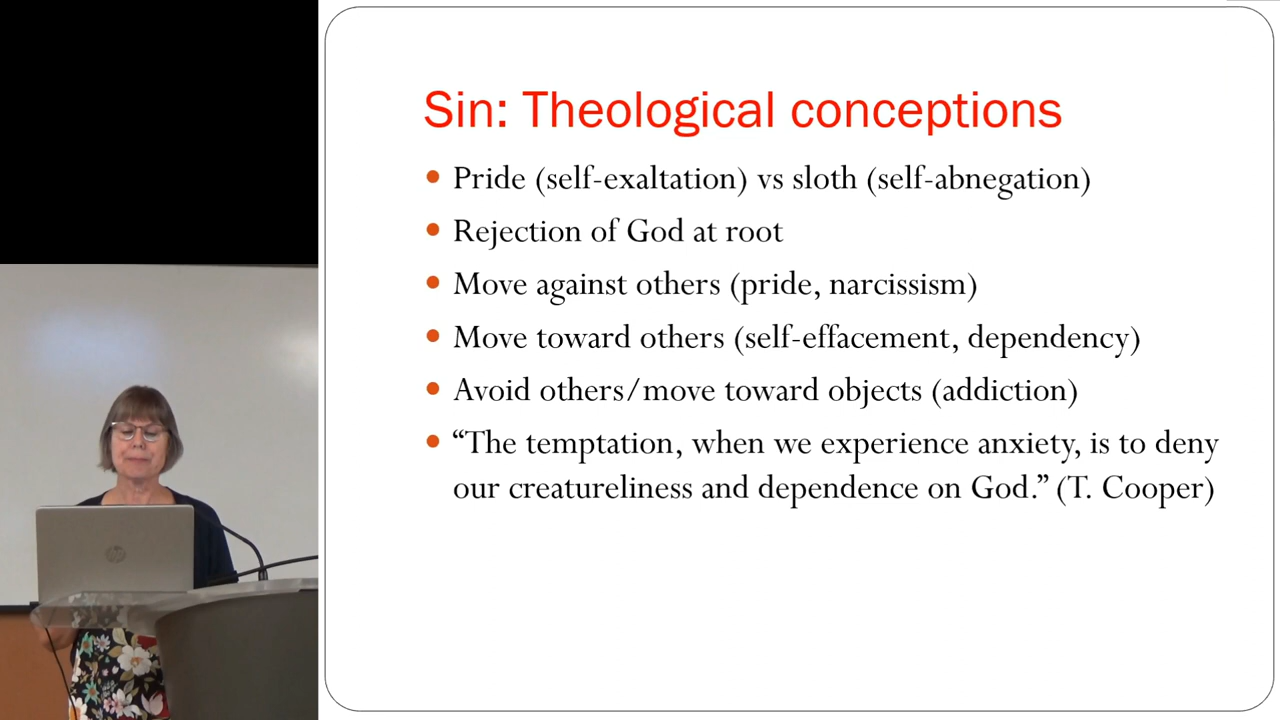 Sin: Theological conceptions
• Pride (self-exaltation) vs sloth (self-abnegation)
• Rejection of God at root
• Move against others (pride, narcissism)
• Move toward others (self-effacement, dependency)
• Avoid others/move toward objects (addiction)
• “The temptation, when we experience anxiety, is to deny
our creatureliness and dependence on God.” (T. Cooper)
hp